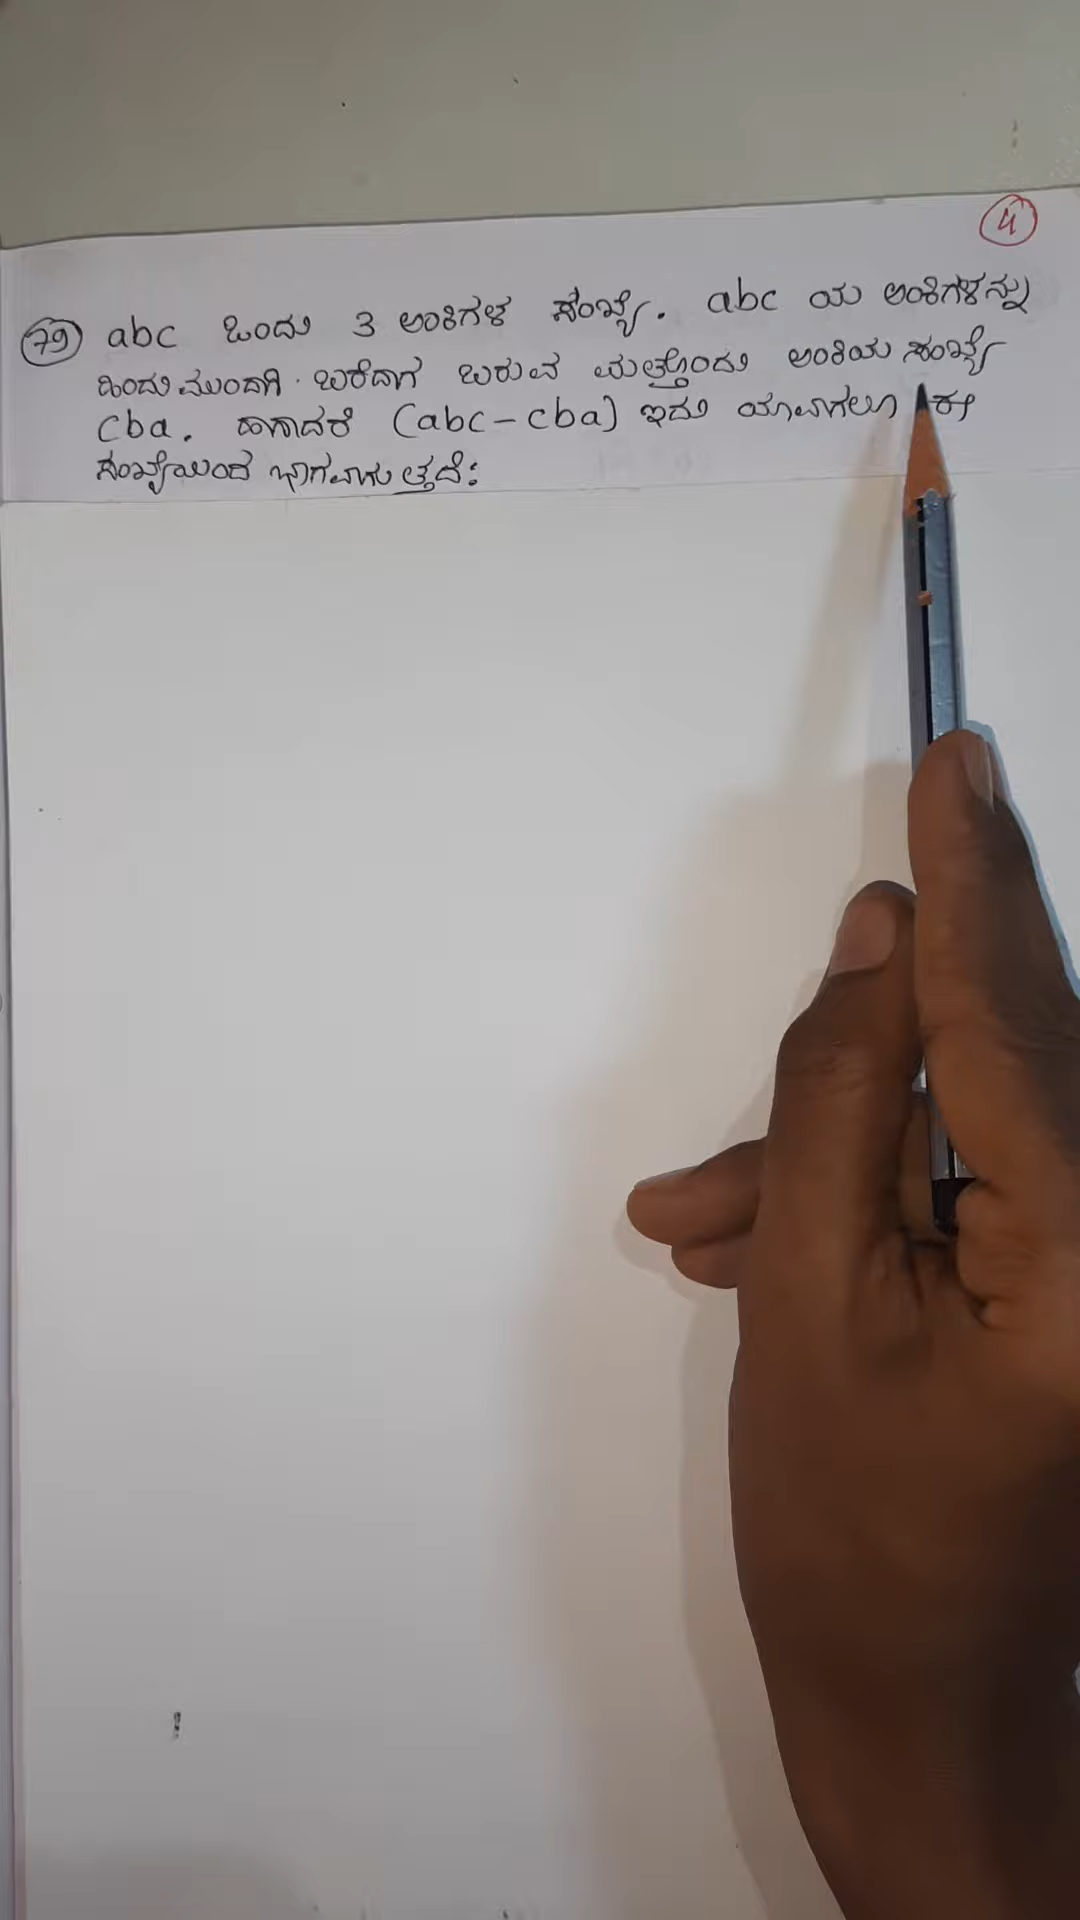 4
79 abc ಒಂದು 3 ಅಂಕಿಗಳ ಸಂಖ್ಯೆ. abc ಯ ಅಂಕಿಗಳನ್ನು
ಹಿಂದುಮುಂದಾಗಿ ಬರೆದಾಗ ಬರುವ ಮತ್ತೊಂದು ಅಂಕಿಯ ಸಂಖ್ಯೆ
cba. ಹಾಗಾದರೆ (abc-cba) ಇದು ಯಾವಾಗಲೂ ಈ
ಸಂಖ್ಯೆಯಿಂದ ಭಾಗವಾಗುತ್ತದೆ: